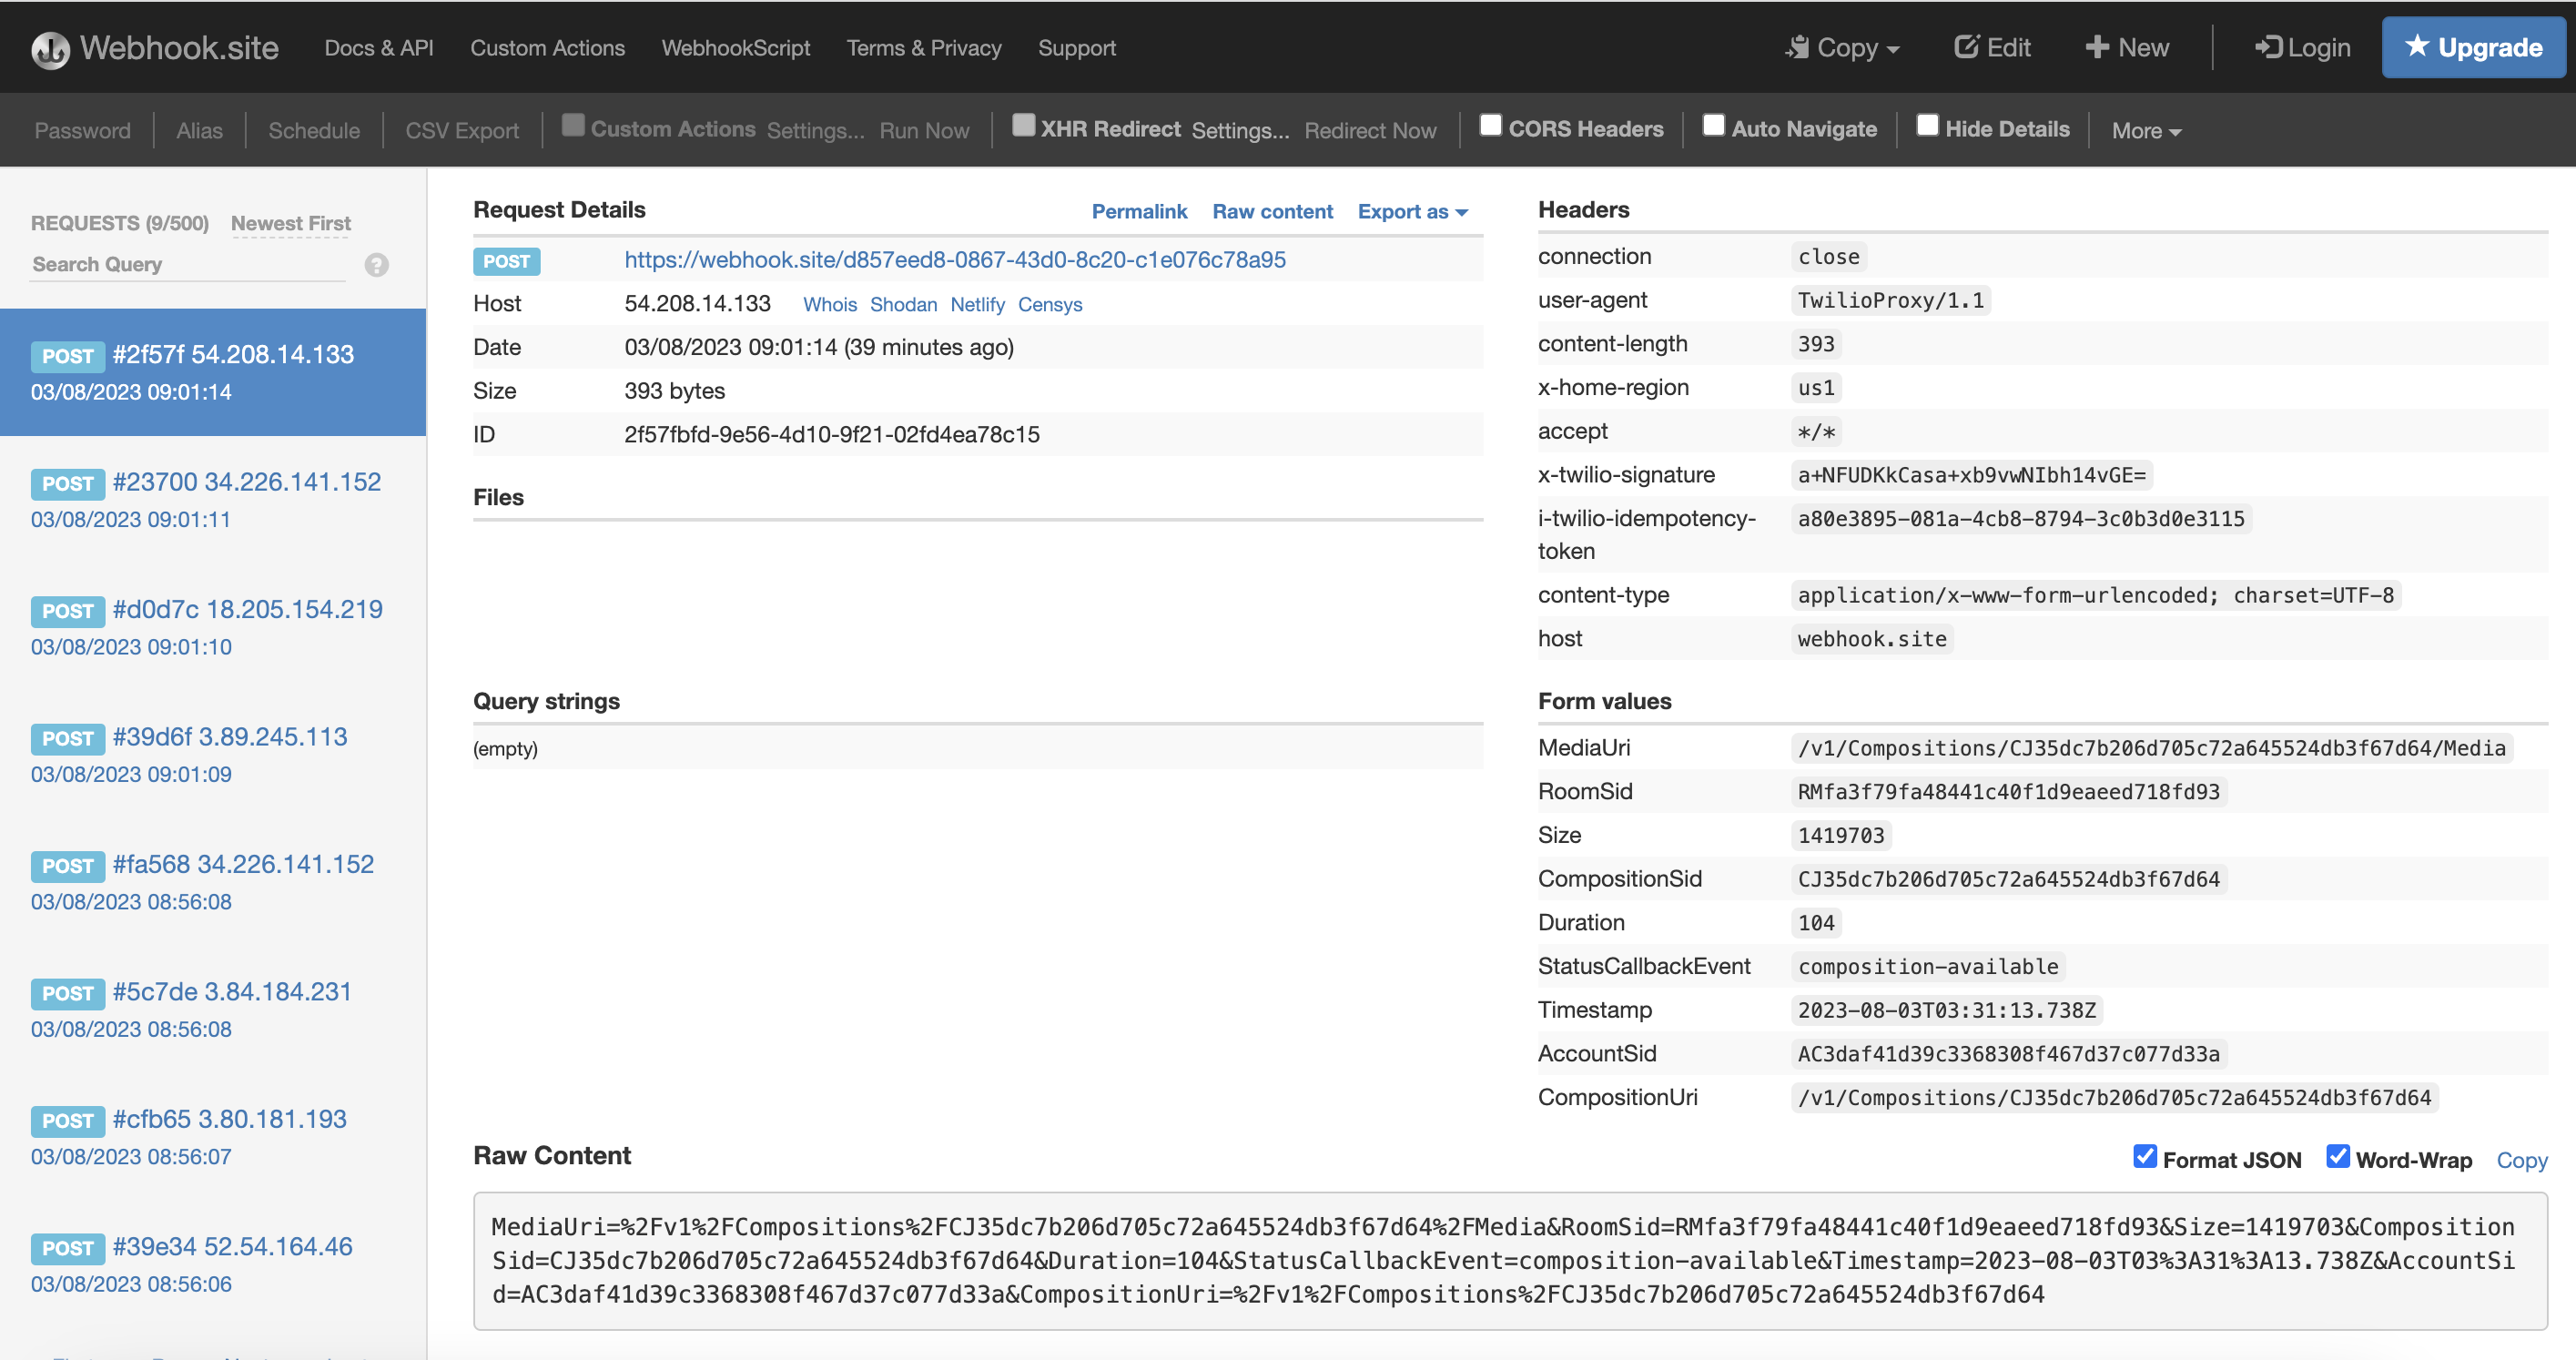 Webhook.site Docs & API Custom Actions WebhookScript Terms & Privacy Support Copy Edit New Login Upgrade
Password Alias Schedule CSV Export Custom Actions Settings... Run Now XHR Redirect Settings... Redirect Now CORS Headers Auto Navigate Hide Details More
REQUESTS (9/500) Newest First
Search Query ?
POST #2f57f 54.208.14.133
03/08/2023 09:01:14
POST #23700 34.226.141.152
03/08/2023 09:01:11
POST #d0d7c 18.205.154.219
03/08/2023 09:01:10
POST #39d6f 3.89.245.113
03/08/2023 09:01:09
POST #fa568 34.226.141.152
03/08/2023 08:56:08
POST #5c7de 3.84.184.231
03/08/2023 08:56:08
POST #cfb65 3.80.181.193
03/08/2023 08:56:07
POST #39e34 52.54.164.46
03/08/2023 08:56:06
Request Details Permalink Raw content Export as
POST https://webhook.site/d857eed8-0867-43d0-8c20-c1e076c78a95
Host 54.208.14.133 Whois Shodan Netlify Censys
Date 03/08/2023 09:01:14 (39 minutes ago)
Size 393 bytes
ID 2f57fbfd-9e56-4d10-9f21-02fd4ea78c15
Files
Query strings
(empty)
Headers
connection close
user-agent TwilioProxy/1.1
content-length 393
x-home-region us1
accept */*
x-twilio-signature a+NFUDKkCasa+xb9vwNIbh14vGE=
i-twilio-idempotency- a80e3895-081a-4cb8-8794-3c0b3d0e3115
token
content-type application/x-www-form-urlencoded; charset=UTF-8
host webhook.site
Form values
MediaUri /v1/Compositions/CJ35dc7b206d705c72a645524db3f67d64/Media
RoomSid RMfa3f79fa48441c40f1d9eaeed718fd93
Size 1419703
CompositionSid CJ35dc7b206d705c72a645524db3f67d64
Duration 104
StatusCallbackEvent composition-available
Timestamp 2023-08-03T03:31:13.738Z
AccountSid AC3daf41d39c3368308f467d37c077d33a
CompositionUri /v1/Compositions/CJ35dc7b206d705c72a645524db3f67d64
Raw Content Format JSON Word-Wrap Copy
MediaUri=%2Fv1%2FCompositions%2FCJ35dc7b206d705c72a645524db3f67d64%2FMedia&RoomSid=RMfa3f79fa48441c40f1d9eaeed718fd93&Size=1419703&Composition
Sid=CJ35dc7b206d705c72a645524db3f67d64&Duration=104&StatusCallbackEvent=composition-available&Timestamp=2023-08-03T03%3A31%3A13.738Z&AccountSi
d=AC3daf41d39c3368308f467d37c077d33a&CompositionUri=%2Fv1%2FCompositions%2FCJ35dc7b206d705c72a645524db3f67d64